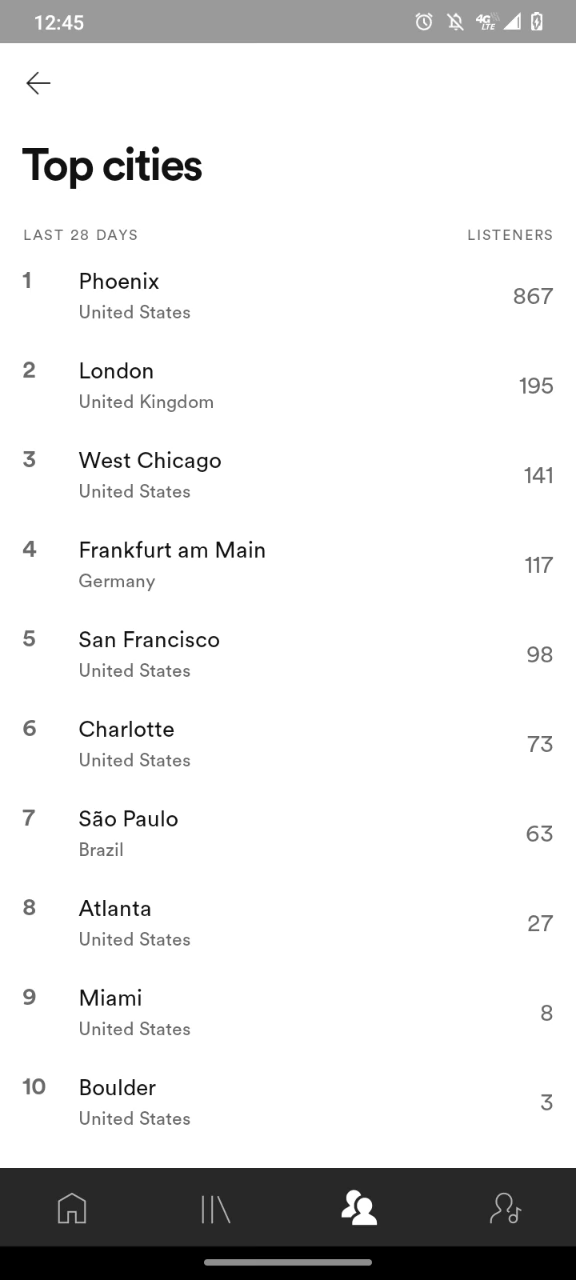 12:45
4G
LTE
Top cities
LAST 28 DAYS LISTENERS
1 Phoenix 867
United States
2 London 195
United Kingdom
3 West Chicago 141
United States
4 Frankfurt am Main 117
Germany
5 San Francisco 98
United States
6 Charlotte 73
United States
7 São Paulo 63
Brazil
8 Atlanta 27
United States
9 Miami 8
United States
10 Boulder 3
United States